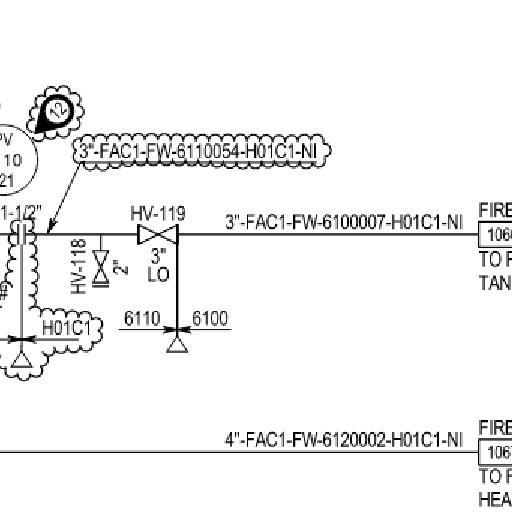 12
3"-FAC1-FW-6110054-H01C1-NI
10
21
1-1/2"
HV-119
3"-FAC1-FW-6100007-H01C1-NI
FIRE
HV-118
2"
3"
LO
TO F
TAN
H01C1
6110
6100
4"-FAC1-FW-6120002-H01C1-NI
FIRE
106
TO F
HEA